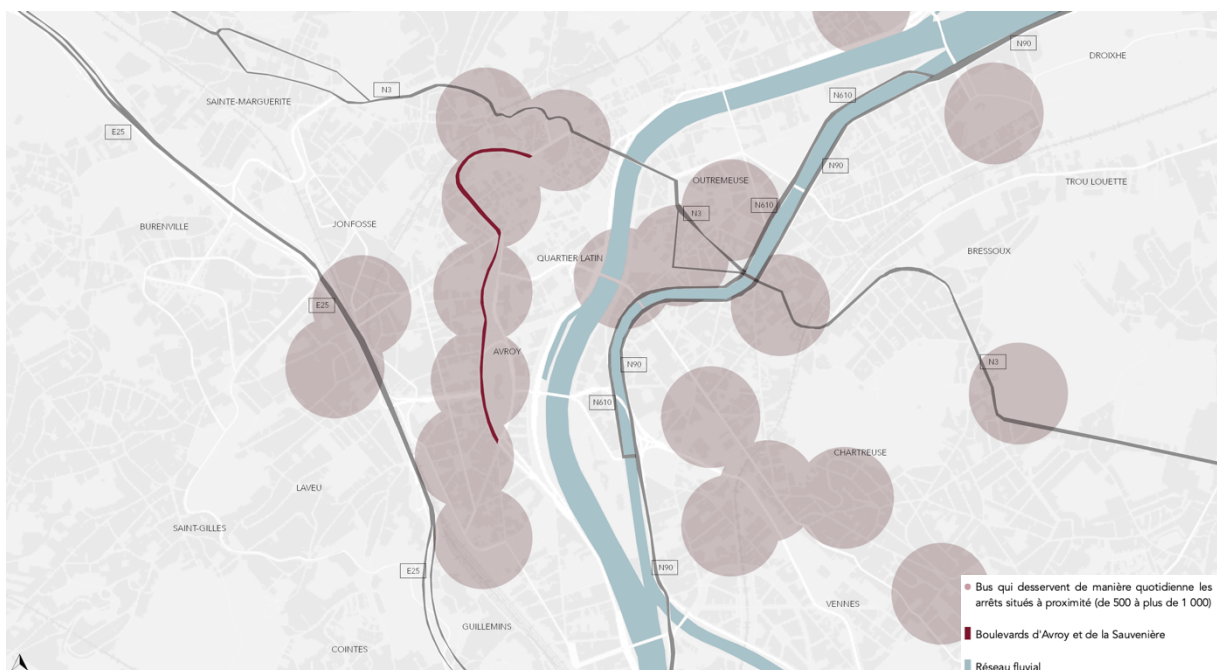 N90
DROIXHE
N3
N610
SAINTE-MARGUERITE
E25
N90
OUTREMEUSE
TROU LOUETTE
N610
N3
BURENVILLE
JONFOSSE
BRESSOUX
QUARTIER LATIN
E25
AVROY
N90
N3
N610
CHARTREUSE
LAVEU
SAINT-GILLES
N90
E25
Bus qui desservent de manière quotidienne les
arrêts situés à proximité (de 500 à plus de 1 000)
VENNES
GUILLEMINS
Boulevards d'Avroy et de la Sauvenière
COINTES
Réseau fluvial